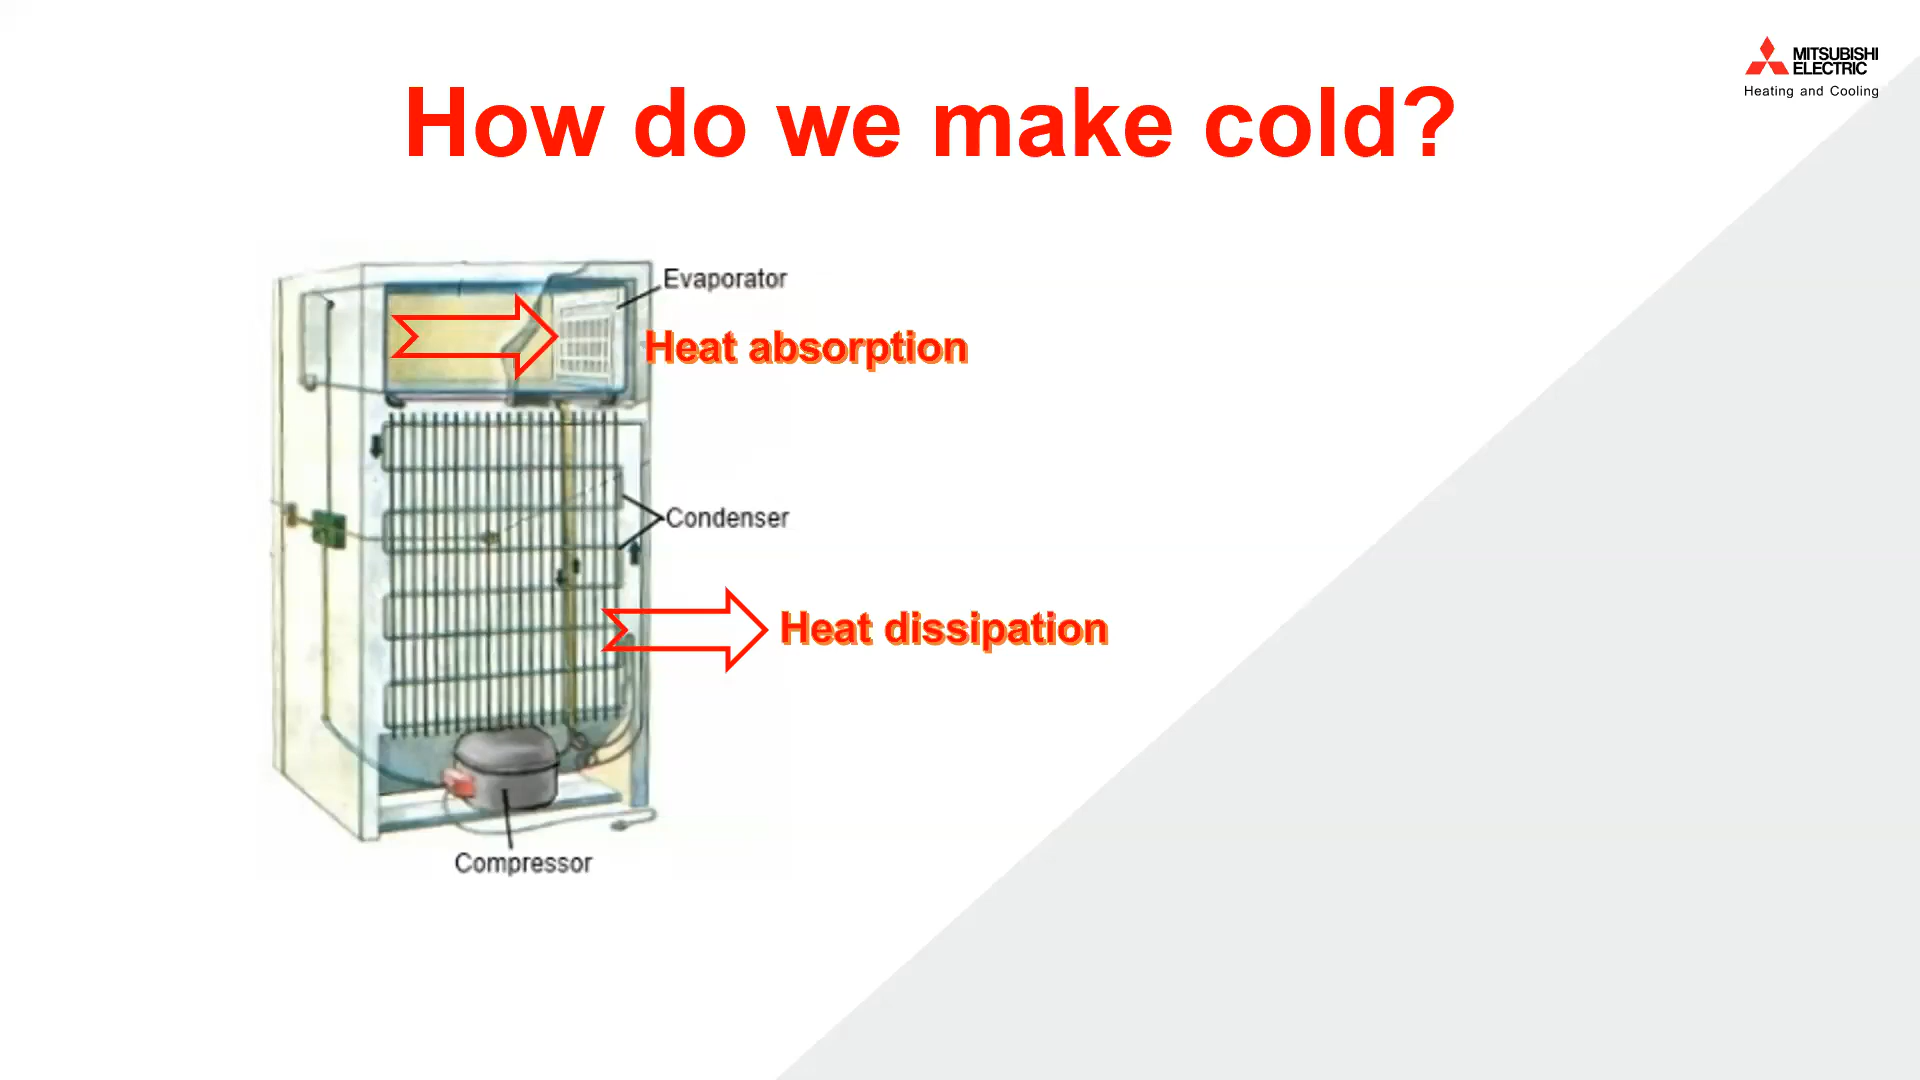 MITSUBISHI
ELECTRIC
Heating and Cooling
How do we make cold?
Evaporator
Heat absorption
Condenser
Heat dissipation
Compressor